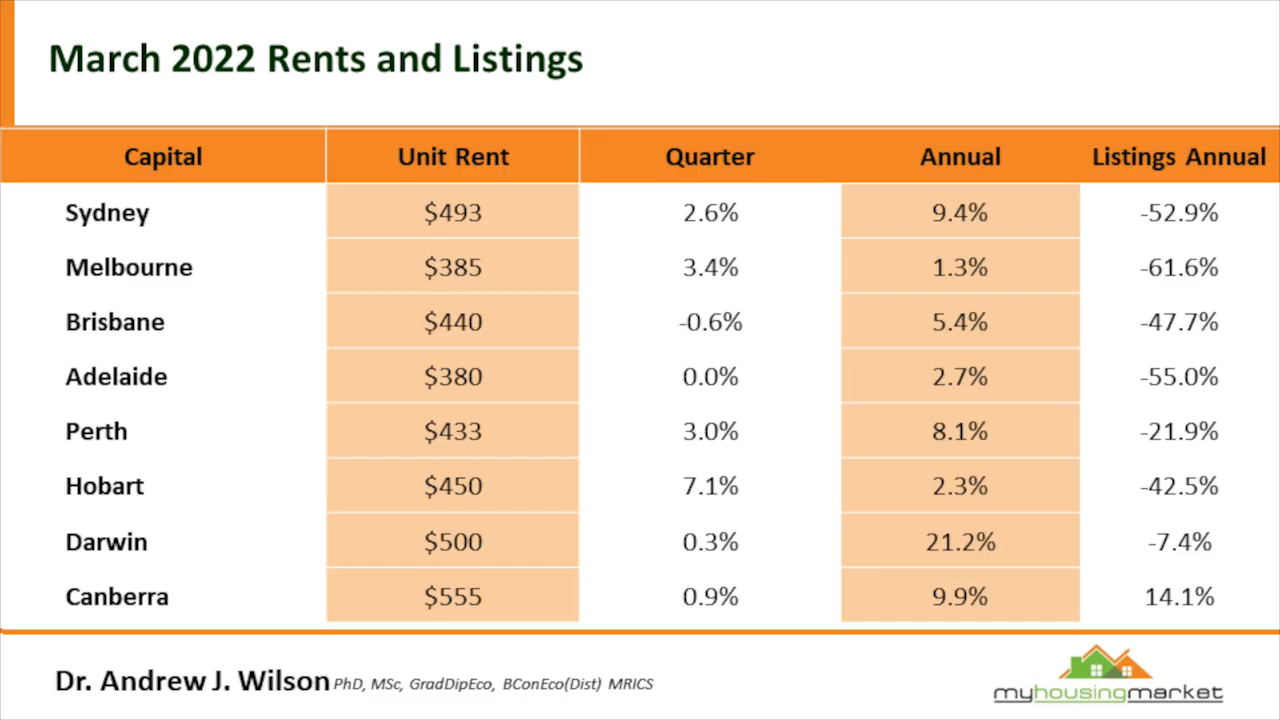 March 2022 Rents and Listings
Capital Unit Rent Quarter Annual Listings Annual
Sydney $493 2.6% 9.4% -52.9%
Melbourne $385 3.4% 1.3% -61.6%
Brisbane $440 -0.6% 5.4% -47.7%
Adelaide $380 0.0% 2.7% -55.0%
Perth $433 3.0% 8.1% -21.9%
Hobart $450 7.1% 2.3% -42.5%
Darwin $500 0.3% 21.2% -7.4%
Canberra $555 0.9% 9.9% 14.1%
Dr. Andrew J. Wilson PhD, MSc, GradDipEco, BConEco(Dist) MRICS
myhousingmarket